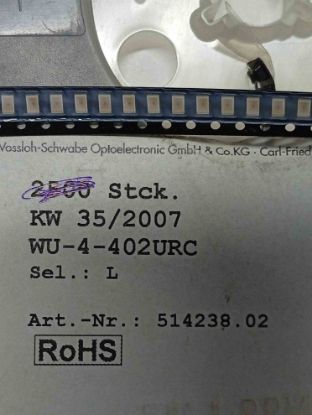 Vossloh-Schwabe Optoelectronic GmbH & Co.KG · Carl-Fried
2500 Stck.
KW 35/2007
WU-4-402URC
Sel.: L
Art.-Nr.: 514238.02
RoHS